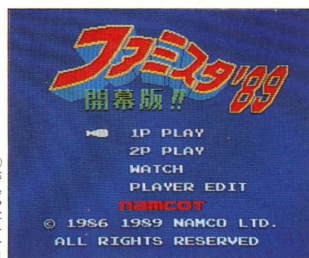 ファミスタ'89
開幕版!!
1P PLAY
2P PLAY
WATCH
PLAYER EDIT
namcot
© 1986 1989 NAMCO LTD.
ALL RIGHTS RESERVED